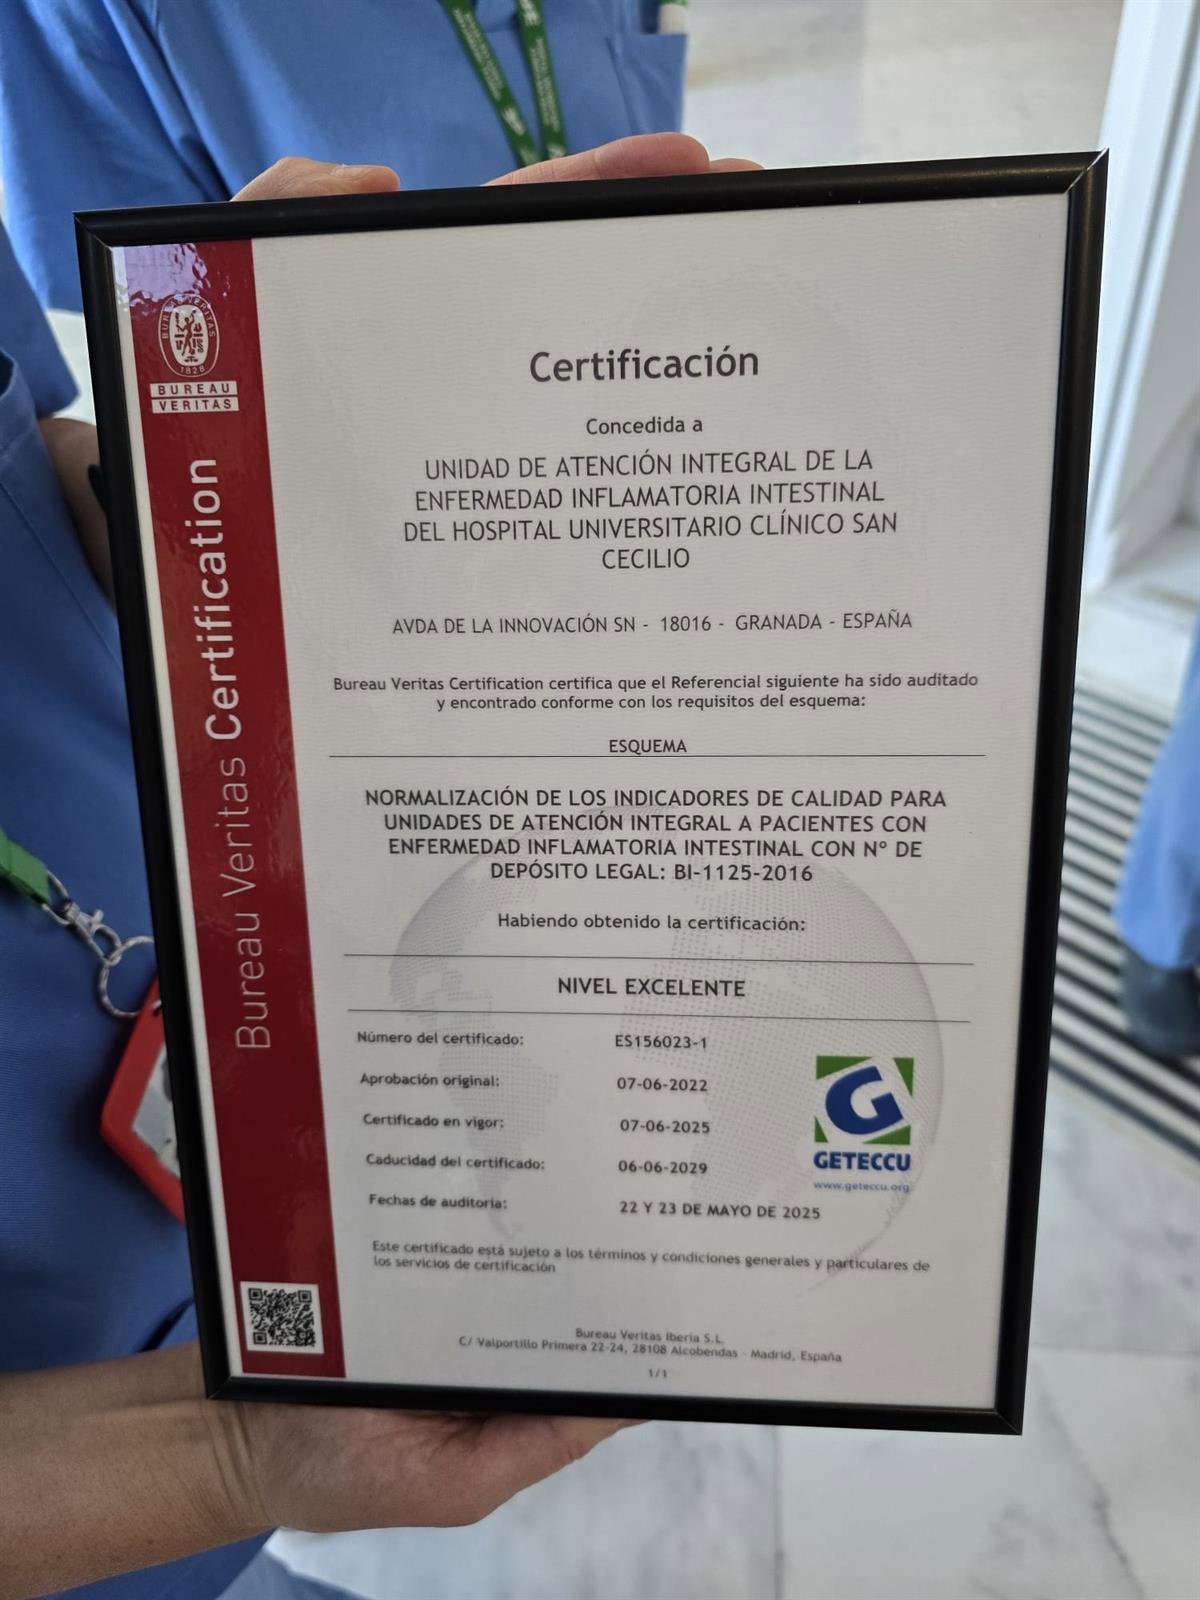 BUREAU VERITAS
1828
BUREAU
VERITAS
Bureau Veritas Certification
Certificación
Concedida a
UNIDAD DE ATENCIÓN INTEGRAL DE LA
ENFERMEDAD INFLAMATORIA INTESTINAL
DEL HOSPITAL UNIVERSITARIO CLÍNICO SAN
CECILIO
AVDA DE LA INNOVACIÓN SN - 18016 - GRANADA - ESPAÑA
Bureau Veritas Certification certifica que el Referencial siguiente ha sido auditado
y encontrado conforme con los requisitos del esquema:
ESQUEMA
NORMALIZACIÓN DE LOS INDICADORES DE CALIDAD PARA
UNIDADES DE ATENCIÓN INTEGRAL A PACIENTES CON
ENFERMEDAD INFLAMATORIA INTESTINAL CON Nº DE
DEPÓSITO LEGAL: BI-1125-2016
Habiendo obtenido la certificación:
NIVEL EXCELENTE
Número del certificado: ES156023-1
Aprobación original: 07-06-2022
Certificado en vigor: 07-06-2025
Caducidad del certificado: 06-06-2029
Fechas de auditoria: 22 Y 23 DE MAYO DE 2025
G
GETECCU
www.geteccu.org
Este certificado está sujeto a los términos y condiciones generales y particulares de
los servicios de certificación
Bureau Veritas Iberia S.L.
C/ Valportillo Primera 22-24, 28108 Alcobendas - Madrid, España
1/1